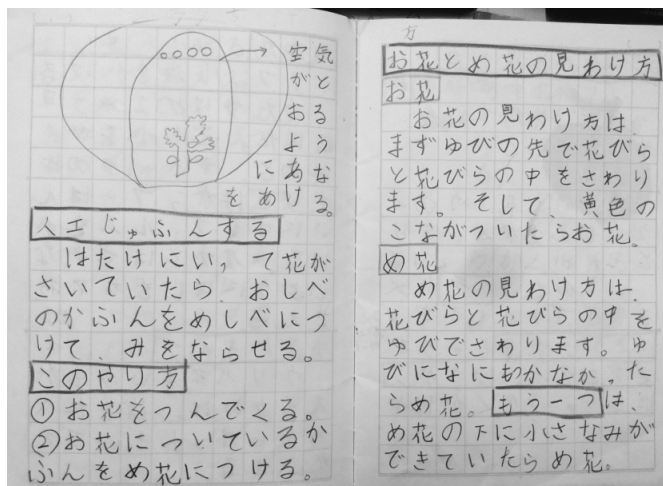 空気
がと
おる
よう
にあな
をあける。
人工じゅふんする
はたけにいって花が
さいていたら、おしべ
のかふんをめしべにつ
けて、みをならせる。
このやり方
①お花をつんでくる。
②お花についているか
ふんをめ花につける。
方
お花とめ花の見わけ方
お花
お花の見わけ方は、
まずゆびの先で花びら
と花びらの中をさわり
ます。そして、黄色の
こながついたらお花。
め花
め花の見わけ方は、
花びらと花びらの中を
ゆびでさわります。ゆ
びになにもかなかった
らめ花。もう一つは、
め花の下に小さなみが
できていたらめ花。